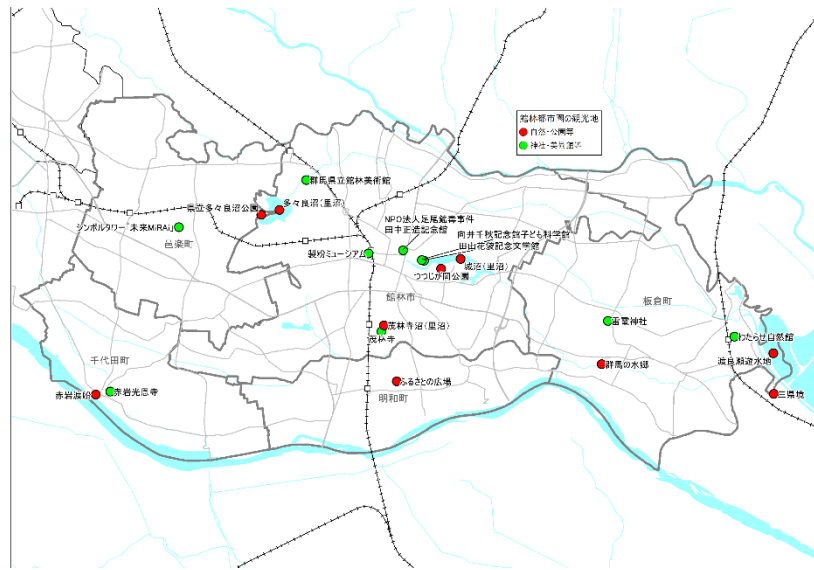 館林都市圏の観光地
自然・公園等
神社・美術館等
群馬県立館林美術館
県立多々良沼公園
多々良沼(里沼)
シンボルタワー「未来MiRAi」
邑楽町
NPO法人足尾鉱毒事件
田中正造記念館
向井千秋記念館子ども科学館
田山花袋記念文学館
製粉ミュージアム
城沼(里沼)
つつじが岡公園
館林市
板倉町
茂林寺沼(里沼)
茂林寺
雷電神社
わたらせ自然館
渡良瀬遊水地
千代田町
群馬の水郷
ふるさとの広場
明和町
赤岩渡船
赤岩光恩寺
三県境